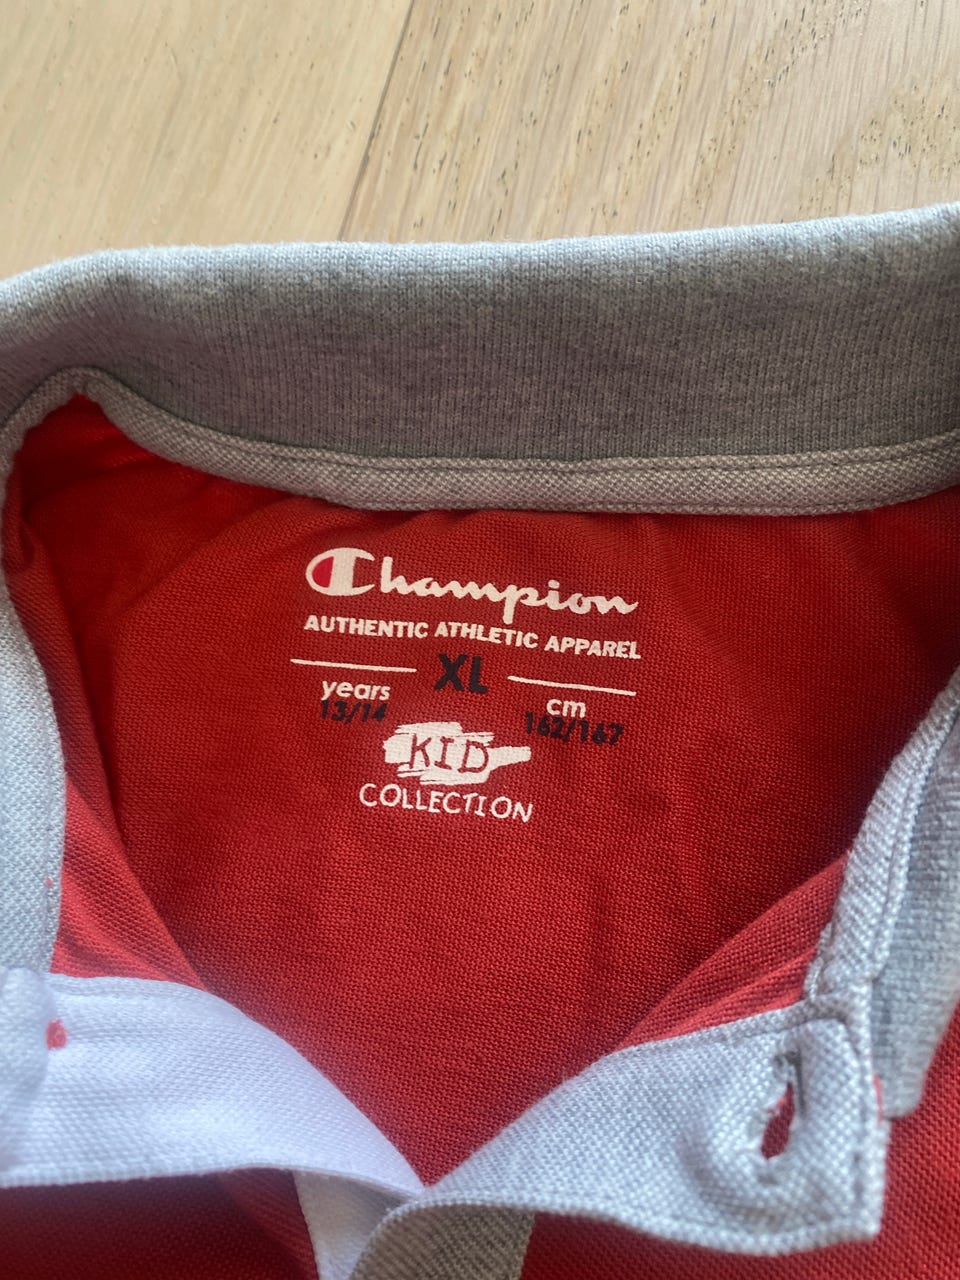 Champion
AUTHENTIC ATHLETIC APPAREL
XL
years
13/14
cm
162/167
KID
COLLECTION